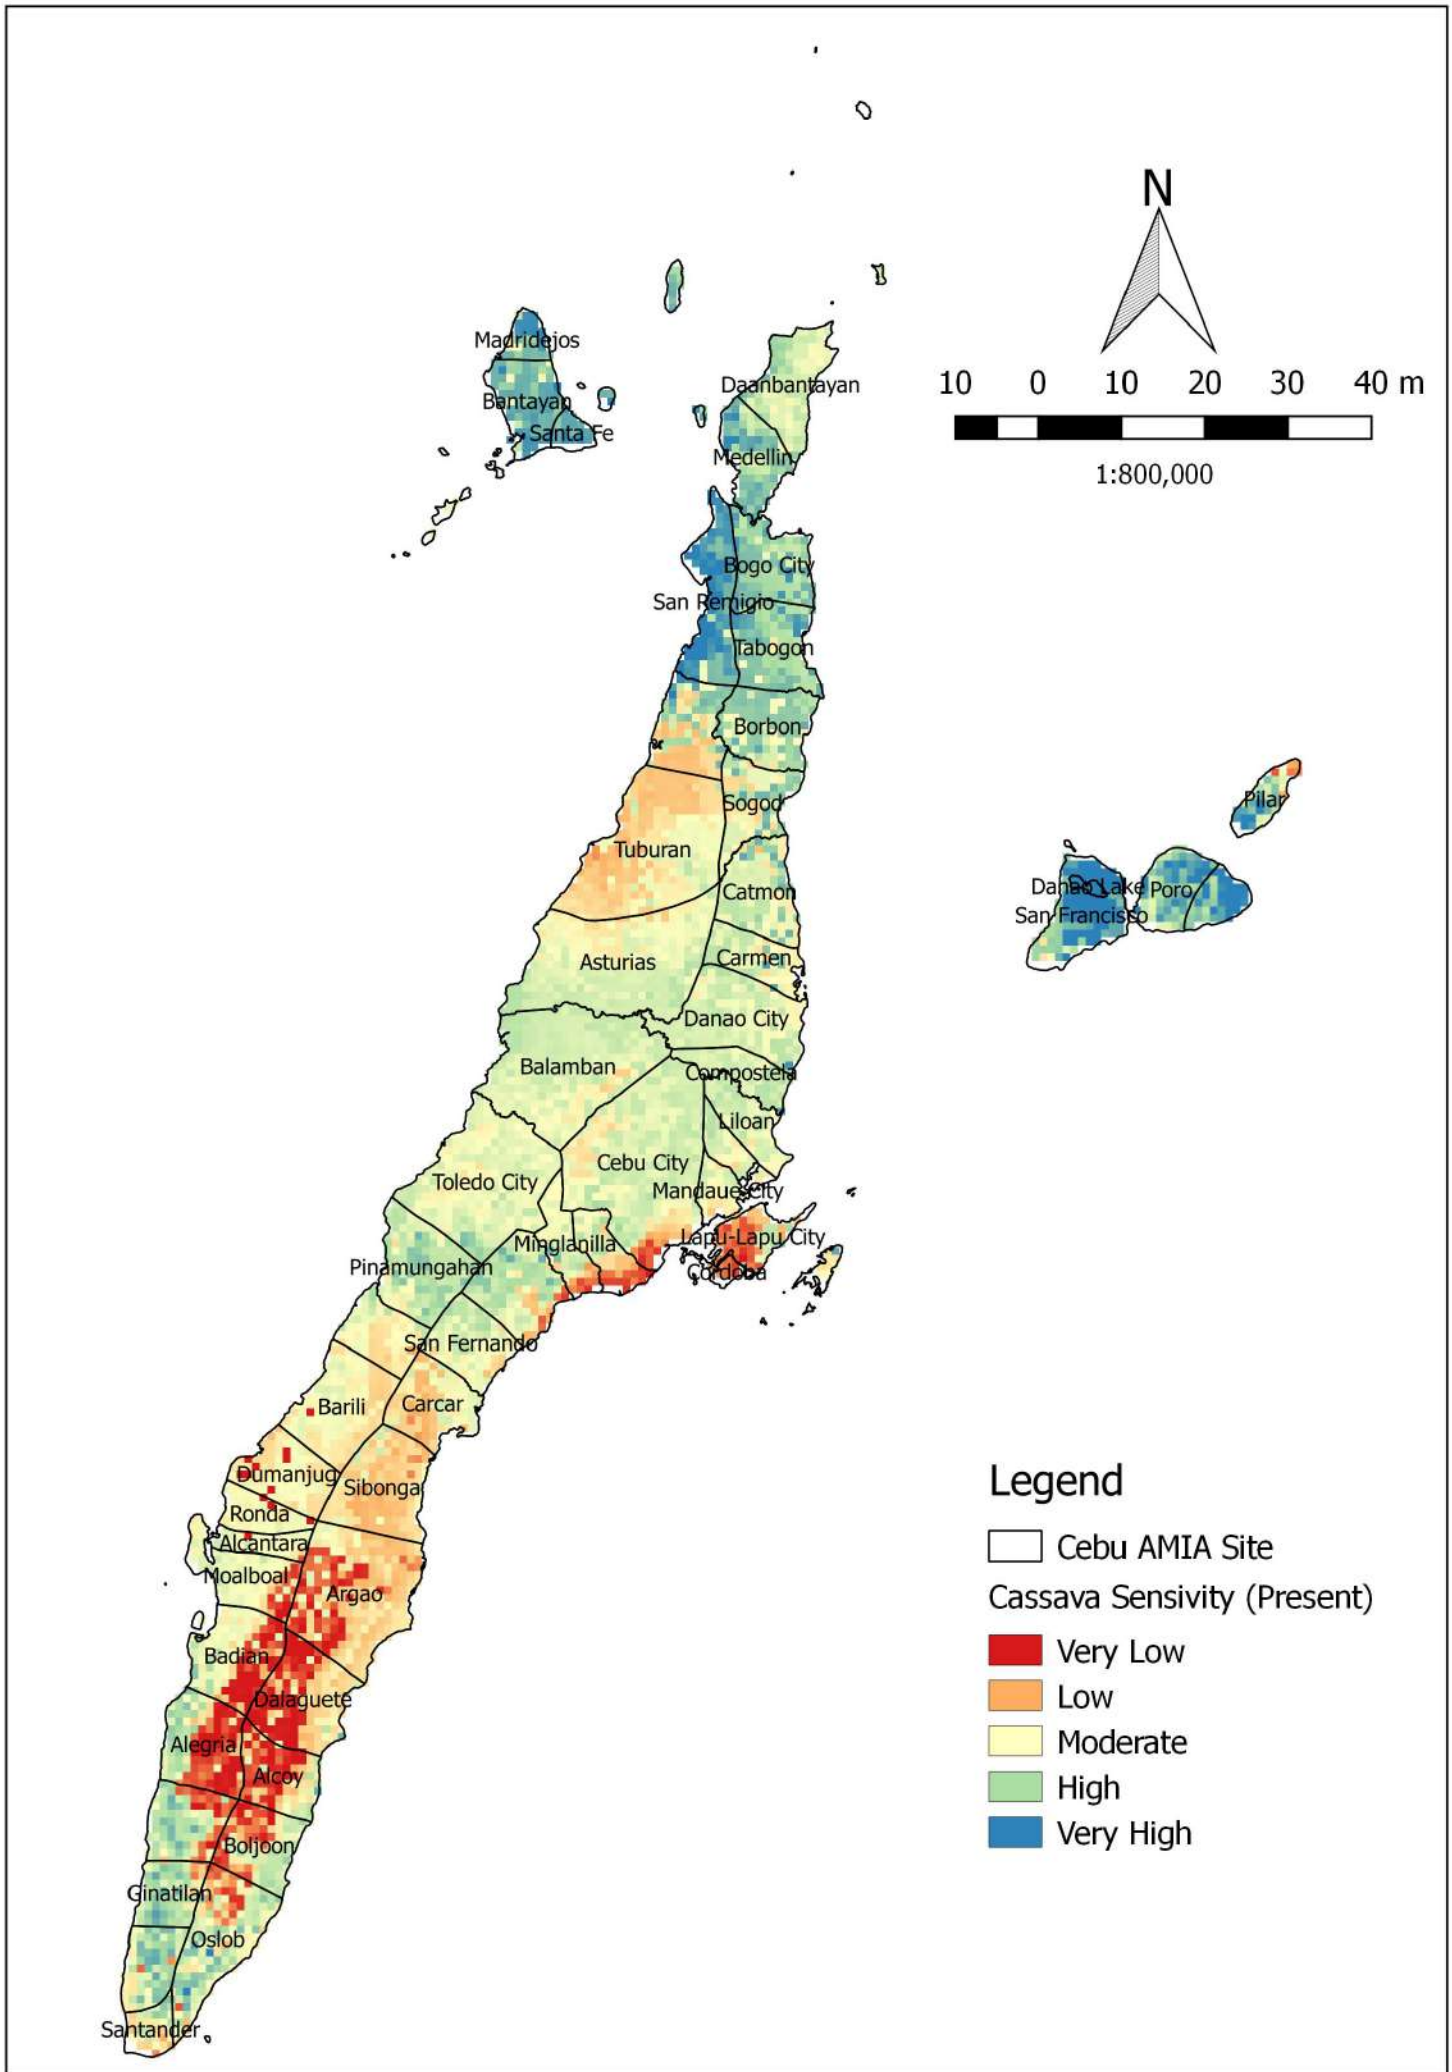 N
Madridejos
Daanbantayan
10 0 10 20 30 40 m
Bantayan
Santa Fe
Medellin
1:800,000
Bogo City
San Remigio
Tabogon
Borbon
Pilar
Sogod
Tuburan
Catmon
Danao Lake
Poro
San Francisco
Carmen
Asturias
Danao City
Balamban
Compostela
Liloan
Cebu City
Toledo City
Mandaue City
Minglanilla
Lapu-Lapu City
Pinamungahan
Cordoba
San Fernando
Barili
Carcar
Dumanjug
Sibonga
Ronda
Alcantara
Moalboal
Argao
Badian
Dalaguete
Alegria
Alcoy
Boljoon
Ginatilan
Oslob
Santander
Legend
Cebu AMIA Site
Cassava Sensivity (Present)
Very Low
Low
Moderate
High
Very High